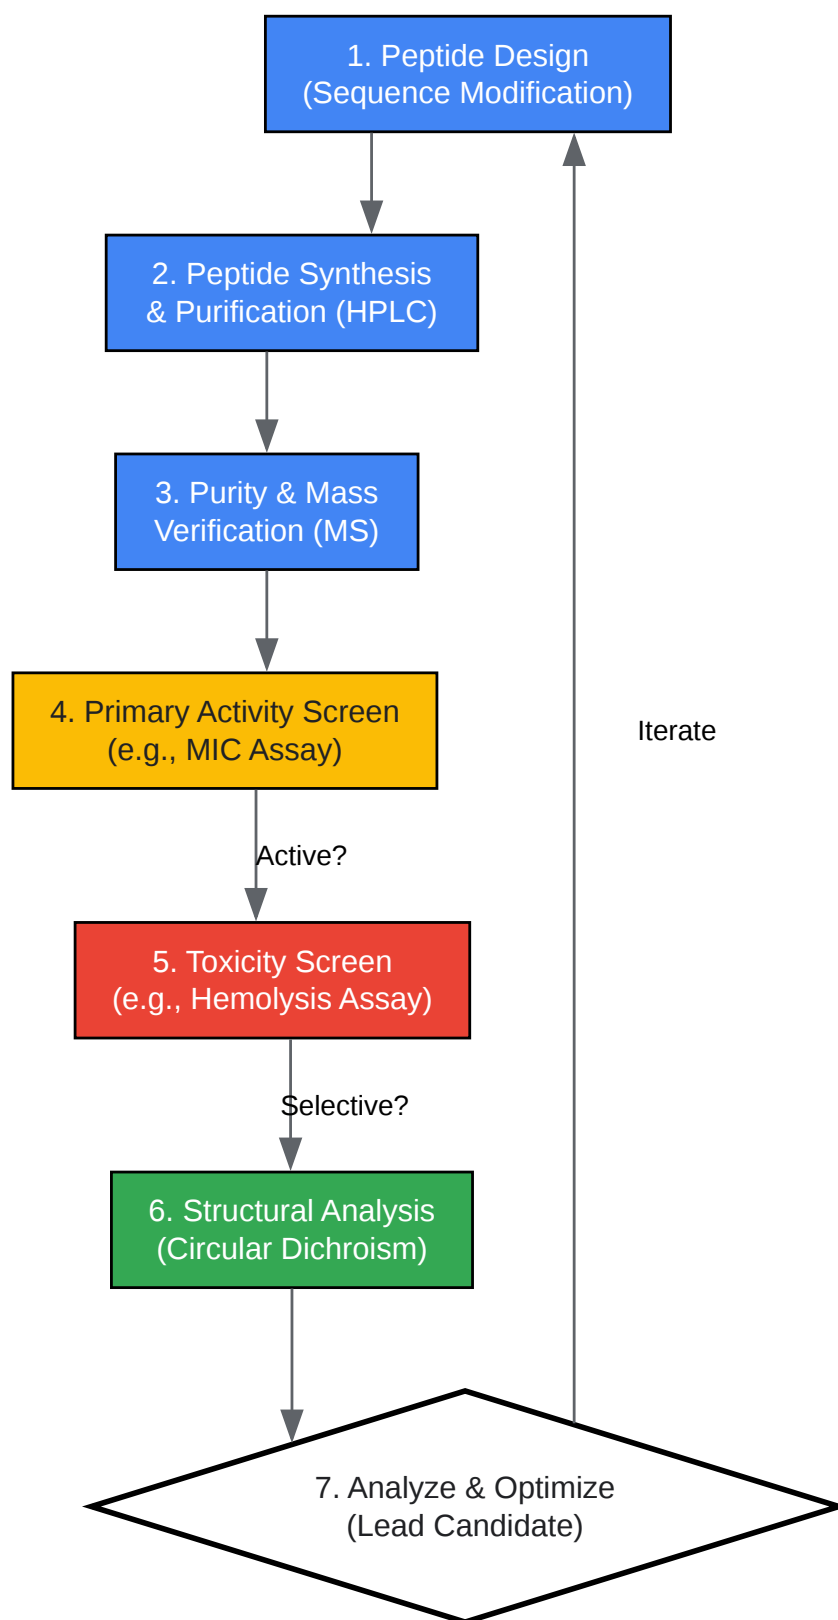 1. Peptide Design
(Sequence Modification)
2. Peptide Synthesis
& Purification (HPLC)
3. Purity & Mass
Verification (MS)
4. Primary Activity Screen
(e.g., MIC Assay)
Iterate
Active?
5. Toxicity Screen
(e.g., Hemolysis Assay)
Selective?
6. Structural Analysis
(Circular Dichroism)
7. Analyze & Optimize
(Lead Candidate)